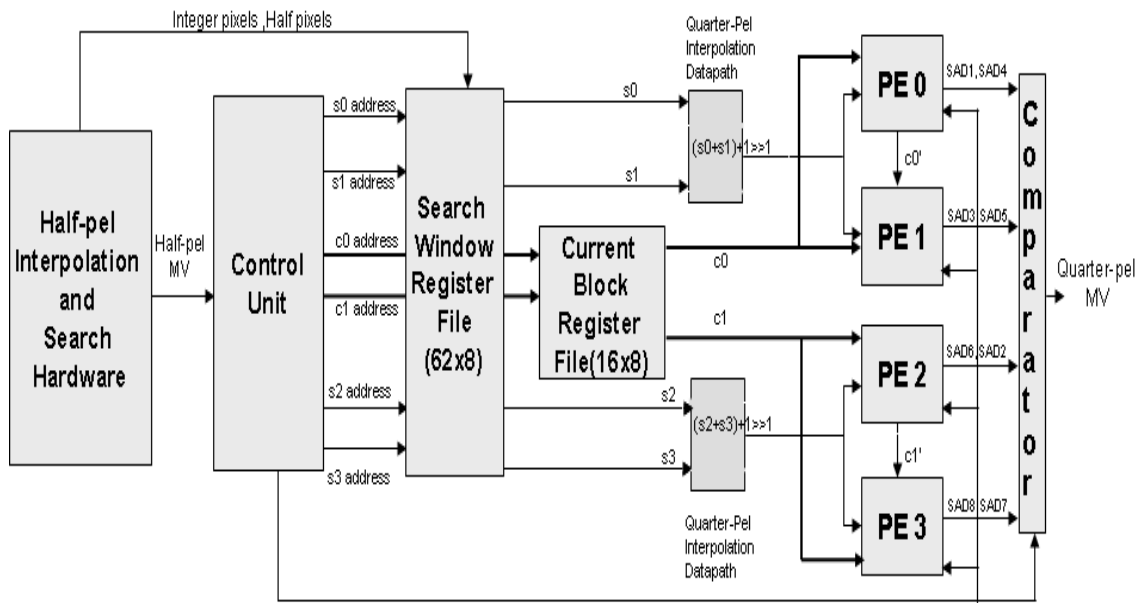 Integer pixels ,Half pixels
Half-pel
Interpolation
and
Search
Hardware
Half-pel
MV
Control
Unit
s0 address
s1 address
c0 address
c1 address
s2 address
s3 address
Search
Window
Register
File
(62x8)
s0
s1
s2
s3
Current
Block
Register
File(16x8)
c0
c1
Quarter-Pel
Interpolation
Datapath
(s0+s1)+1>>1
(s2+s3)+1>>1
Quarter-Pel
Interpolation
Datapath
PE 0
c0'
PE 1
PE 2
c1'
PE 3
SAD1,SAD4
SAD3,SAD5
SAD6,SAD2
SAD8,SAD7
Comparator
Quarter-pel
MV